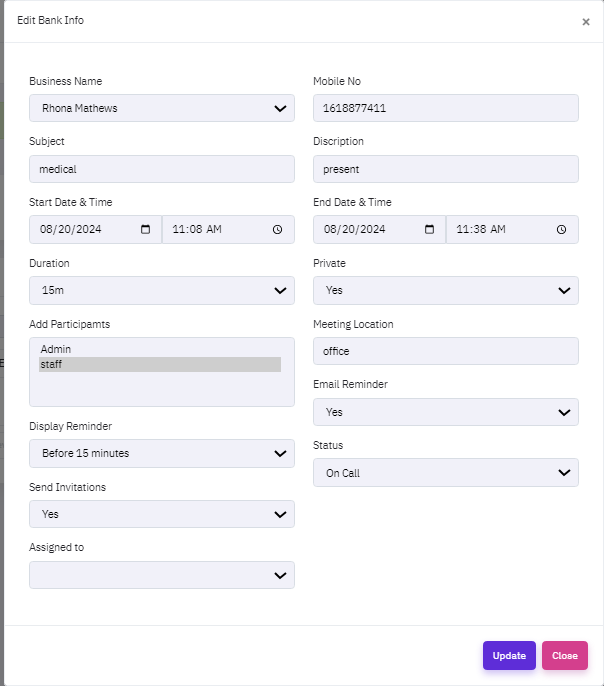 Edit Bank Info
×
Business Name
Rhona Mathews
Mobile No
1618877411
Subject
medical
Discription
present
Start Date & Time
08/20/2024 11:08 AM
End Date & Time
08/20/2024 11:38 AM
Duration
15m
Private
Yes
Add Participamts
Admin
staff
Meeting Location
office
Email Reminder
Yes
Display Reminder
Before 15 minutes
Status
On Call
Send Invitations
Yes
Assigned to
Update
Close